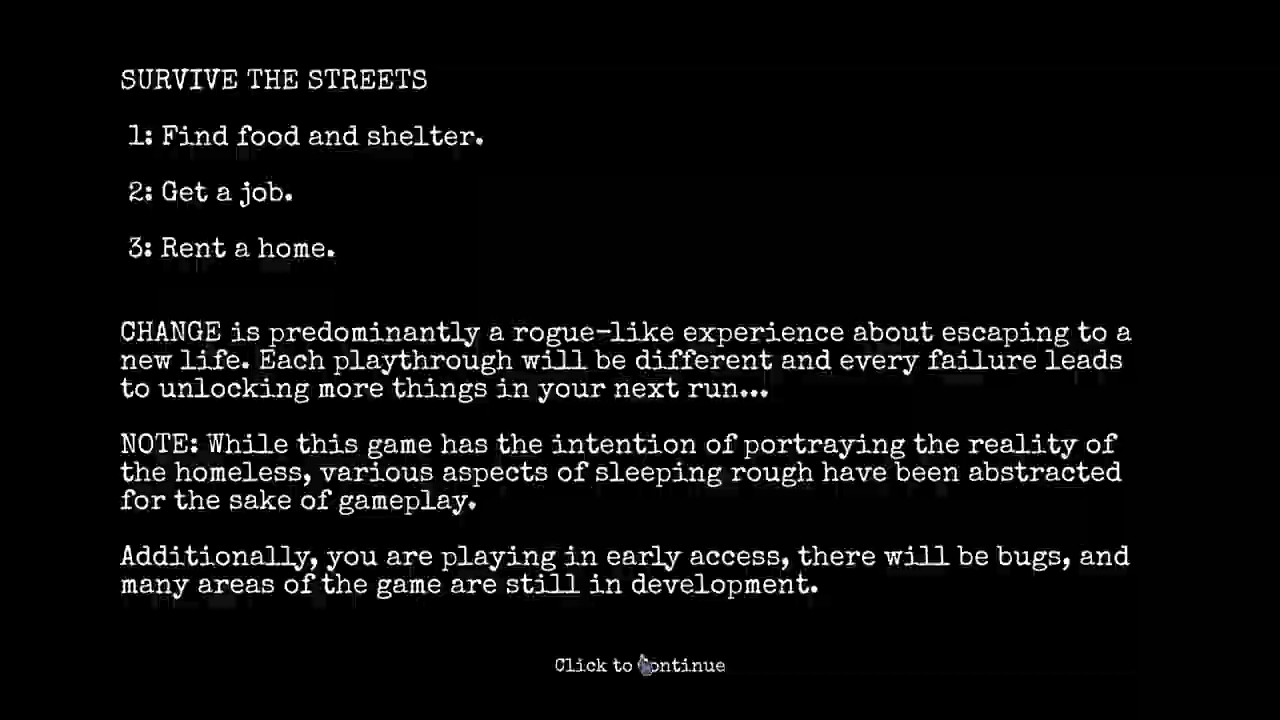 SURVIVE THE STREETS
1: Find food and shelter.
2: Get a job.
3: Rent a home.
CHANGE is predominantly a rogue-like experience about escaping to a
new life. Each playthrough will be different and every failure leads
to unlocking more things in your next run...
NOTE: While this game has the intention of portraying the reality of
the homeless, various aspects of sleeping rough have been abstracted
for the sake of gameplay.
Additionally, you are playing in early access, there will be bugs, and
many areas of the game are still in development.
Click to Continue